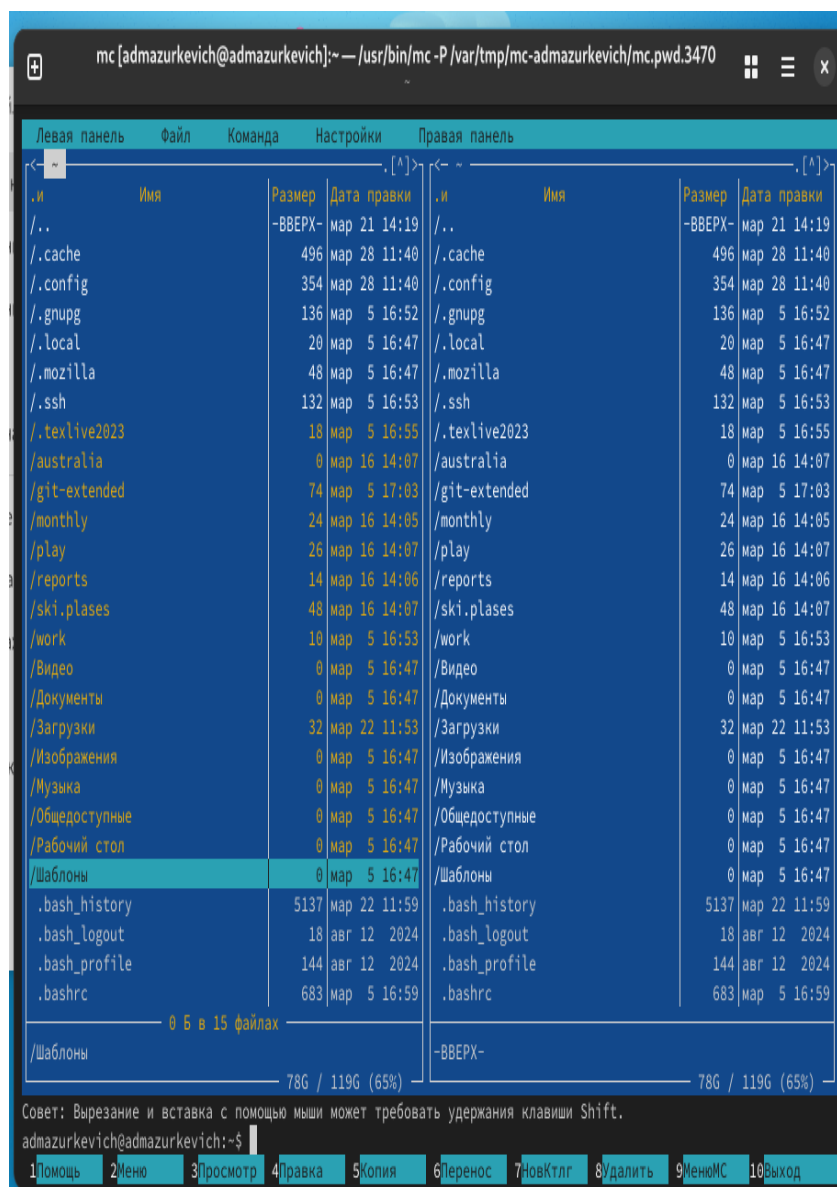 mc [admazurkevich@admazurkevich]:~ — /usr/bin/mc -P /var/tmp/mc-admazurkevich/mc.pwd.3470
~
Левая панель Файл Команда Настройки Правая панель
<- ~ .[^]> <- ~ .[^]>
.и Имя Размер Дата правки .и Имя Размер Дата правки
/.. -ВВЕРХ- мар 21 14:19 /.. -ВВЕРХ- мар 21 14:19
/.cache 496 мар 28 11:40 /.cache 496 мар 28 11:40
/.config 354 мар 28 11:40 /.config 354 мар 28 11:40
/.gnupg 136 мар 5 16:52 /.gnupg 136 мар 5 16:52
/.local 20 мар 5 16:47 /.local 20 мар 5 16:47
/.mozilla 48 мар 5 16:47 /.mozilla 48 мар 5 16:47
/.ssh 132 мар 5 16:53 /.ssh 132 мар 5 16:53
/.texlive2023 18 мар 5 16:55 /.texlive2023 18 мар 5 16:55
/australia 0 мар 16 14:07 /australia 0 мар 16 14:07
/git-extended 74 мар 5 17:03 /git-extended 74 мар 5 17:03
/monthly 24 мар 16 14:05 /monthly 24 мар 16 14:05
/play 26 мар 16 14:07 /play 26 мар 16 14:07
/reports 14 мар 16 14:06 /reports 14 мар 16 14:06
/ski.plases 48 мар 16 14:07 /ski.plases 48 мар 16 14:07
/work 10 мар 5 16:53 /work 10 мар 5 16:53
/Видео 0 мар 5 16:47 /Видео 0 мар 5 16:47
/Документы 0 мар 5 16:47 /Документы 0 мар 5 16:47
/Загрузки 32 мар 22 11:53 /Загрузки 32 мар 22 11:53
/Изображения 0 мар 5 16:47 /Изображения 0 мар 5 16:47
/Музыка 0 мар 5 16:47 /Музыка 0 мар 5 16:47
/Общедоступные 0 мар 5 16:47 /Общедоступные 0 мар 5 16:47
/Рабочий стол 0 мар 5 16:47 /Рабочий стол 0 мар 5 16:47
/Шаблоны 0 мар 5 16:47 /Шаблоны 0 мар 5 16:47
.bash_history 5137 мар 22 11:59 .bash_history 5137 мар 22 11:59
.bash_logout 18 авг 12 2024 .bash_logout 18 авг 12 2024
.bash_profile 144 авг 12 2024 .bash_profile 144 авг 12 2024
.bashrc 683 мар 5 16:59 .bashrc 683 мар 5 16:59
0 Б в 15 файлах
/Шаблоны -ВВЕРХ-
78G / 119G (65%) 78G / 119G (65%)
Совет: Вырезание и вставка с помощью мыши может требовать удержания клавиши Shift.
admazurkevich@admazurkevich:~$
1Помощь 2Меню 3Просмотр 4Правка 5Копия 6Перенос 7НовКтлг 8Удалить 9МенюМС 10Выход